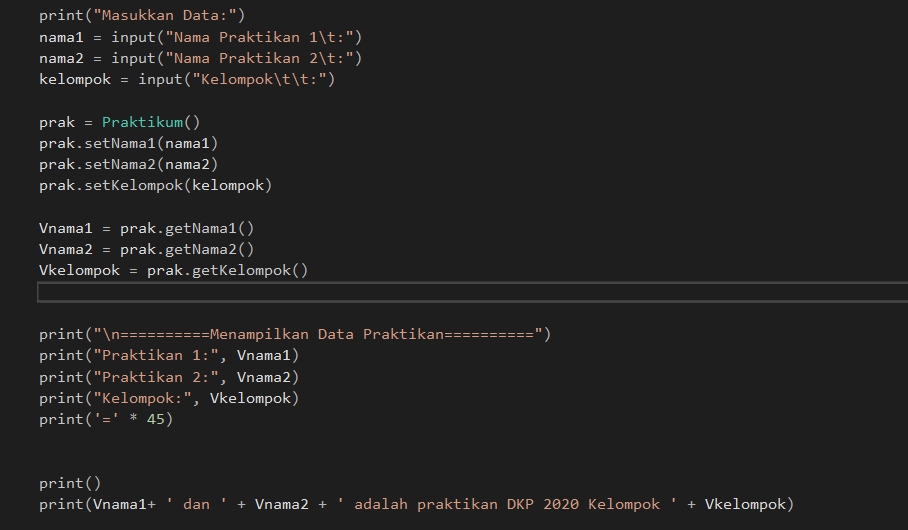 print("Masukkan Data:")
nama1 = input("Nama Praktikan 1\t:")
nama2 = input("Nama Praktikan 2\t:")
kelompok = input("Kelompok\t\t:")
prak = Praktikum()
prak.setNama1(nama1)
prak.setNama2(nama2)
prak.setKelompok(kelompok)
Vnama1 = prak.getNama1()
Vnama2 = prak.getNama2()
Vkelompok = prak.getKelompok()
print("\n==========Menampilkan Data Praktikan==========")
print("Praktikan 1:", Vnama1)
print("Praktikan 2:", Vnama2)
print("Kelompok:", Vkelompok)
print('=' * 45)
print()
print(Vnama1+ ' dan ' + Vnama2 + ' adalah praktikan DKP 2020 Kelompok ' + Vkelompok)